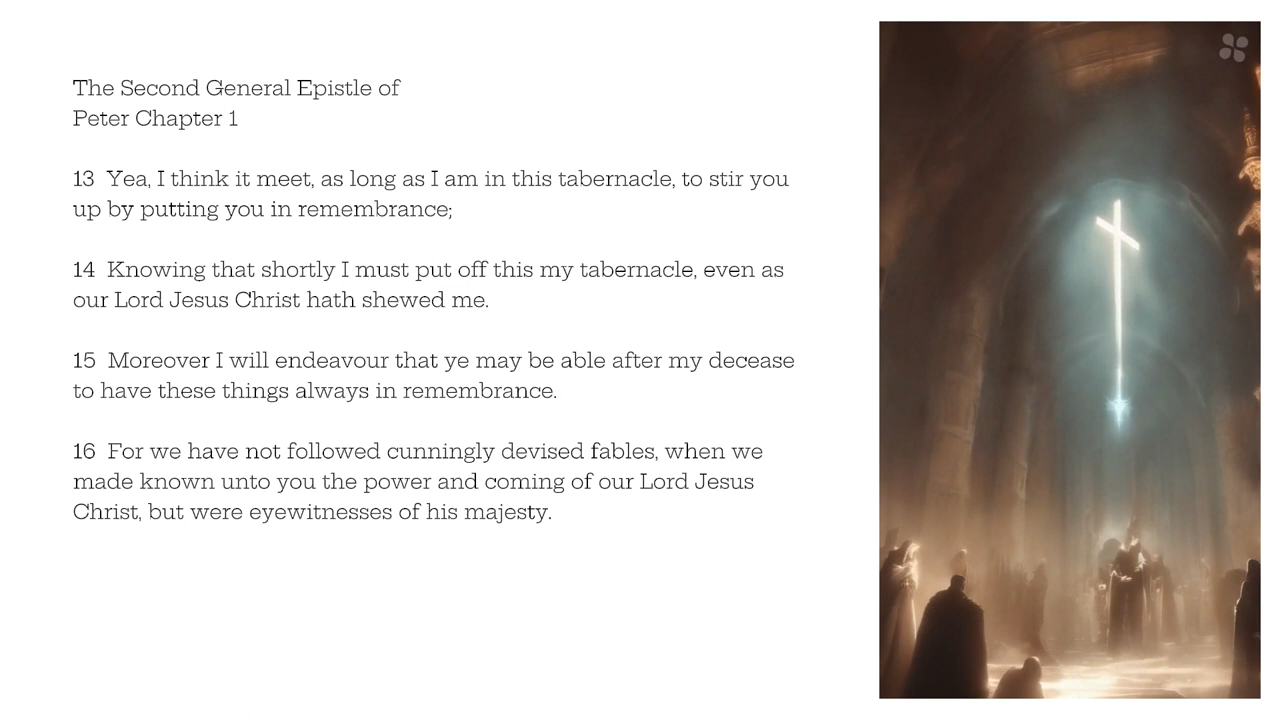 The Second General Epistle of
Peter Chapter 1
13 Yea, I think it meet, as long as I am in this tabernacle, to stir you
up by putting you in remembrance;
14 Knowing that shortly I must put off this my tabernacle, even as
our Lord Jesus Christ hath shewed me.
15 Moreover I will endeavour that ye may be able after my decease
to have these things always in remembrance.
16 For we have not followed cunningly devised fables, when we
made known unto you the power and coming of our Lord Jesus
Christ, but were eyewitnesses of his majesty.